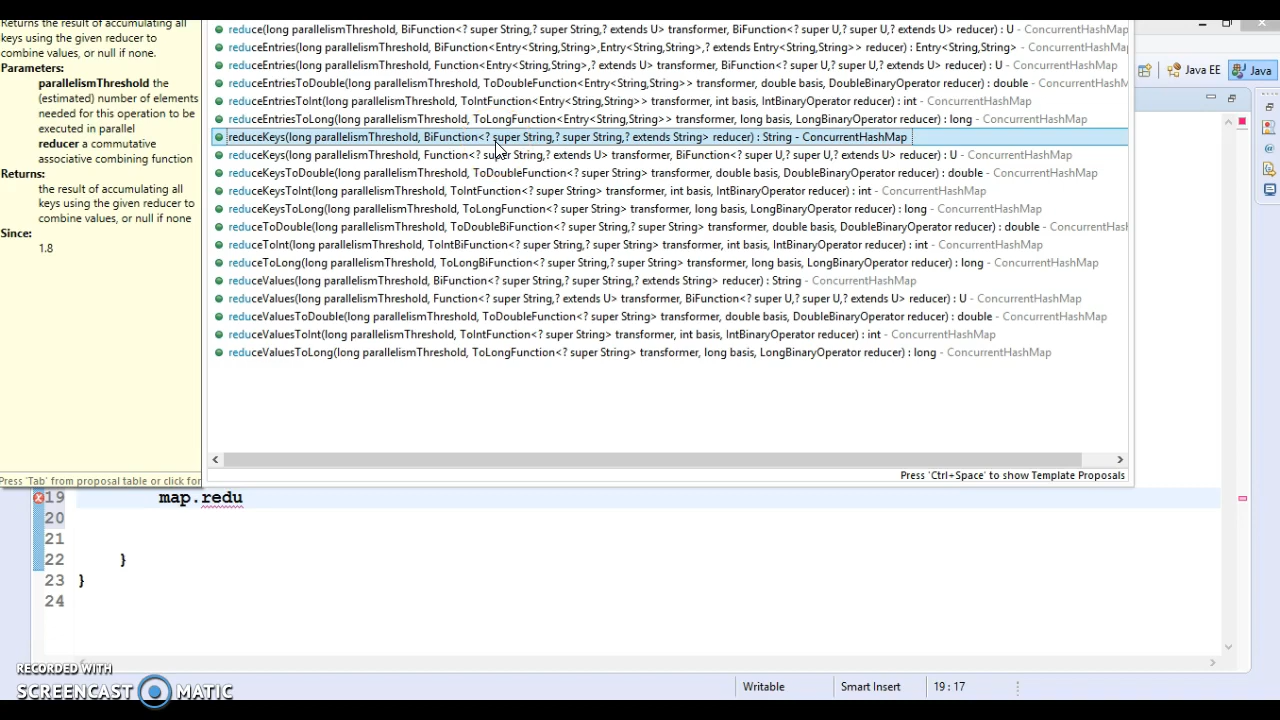 Returns the result of accumulating all
keys using the given reducer to
combine values, or null if none.
Parameters:
parallelismThreshold the
(estimated) number of elements
needed for this operation to be
executed in parallel
reducer a commutative
associative combining function
Returns:
the result of accumulating all
keys using the given reducer to
combine values, or null if none
Since:
1.8
Press 'Tab' from proposal table or click for
reduce(long parallelismThreshold, BiFunction<? super String,? super String,? extends U> transformer, BiFunction<? super U,? super U,? extends U> reducer) : U - ConcurrentHashMap
reduceEntries(long parallelismThreshold, BiFunction<Entry<String,String>,Entry<String,String>,? extends Entry<String,String>> reducer) : Entry<String,String>
reduceEntries(long parallelismThreshold, Function<Entry<String,String>,? extends U> transformer, BiFunction<? super U,? super U,? extends U> reducer) : U - ConcurrentHashMap
reduceEntriesToDouble(long parallelismThreshold, ToDoubleFunction<Entry<String,String>> transformer, double basis, DoubleBinaryOperator reducer) : double - ConcurrentHashMap
reduceEntriesToInt(long parallelismThreshold, ToIntFunction<Entry<String,String>> transformer, int basis, IntBinaryOperator reducer) : int - ConcurrentHashMap
reduceEntriesToLong(long parallelismThreshold, ToLongFunction<Entry<String,String>> transformer, long basis, LongBinaryOperator reducer) : long - ConcurrentHashMap
reduceKeys(long parallelismThreshold, BiFunction<? super String,? super String,? extends String> reducer) : String - ConcurrentHashMap
reduceKeys(long parallelismThreshold, Function<? super String,? extends U> transformer, BiFunction<? super U,? super U,? extends U> reducer) : U - ConcurrentHashMap
reduceKeysToDouble(long parallelismThreshold, ToDoubleFunction<? super String> transformer, double basis, DoubleBinaryOperator reducer) : double - ConcurrentHashMap
reduceKeysToInt(long parallelismThreshold, ToIntFunction<? super String> transformer, int basis, IntBinaryOperator reducer) : int - ConcurrentHashMap
reduceKeysToLong(long parallelismThreshold, ToLongFunction<? super String> transformer, long basis, LongBinaryOperator reducer) : long - ConcurrentHashMap
reduceToDouble(long parallelismThreshold, ToDoubleBiFunction<? super String,? super String> transformer, double basis, DoubleBinaryOperator reducer) : double - ConcurrentHashM
reduceToInt(long parallelismThreshold, ToIntBiFunction<? super String,? super String> transformer, int basis, IntBinaryOperator reducer) : int - ConcurrentHashMap
reduceToLong(long parallelismThreshold, ToLongBiFunction<? super String,? super String> transformer, long basis, LongBinaryOperator reducer) : long - ConcurrentHashMap
reduceValues(long parallelismThreshold, BiFunction<? super String,? super String,? extends String> reducer) : String - ConcurrentHashMap
reduceValues(long parallelismThreshold, Function<? super String,? extends U> transformer, BiFunction<? super U,? super U,? extends U> reducer) : U - ConcurrentHashMap
reduceValuesToDouble(long parallelismThreshold, ToDoubleFunction<? super String> transformer, double basis, DoubleBinaryOperator reducer) : double - ConcurrentHashMap
reduceValuesToInt(long parallelismThreshold, ToIntFunction<? super String> transformer, int basis, IntBinaryOperator reducer) : int - ConcurrentHashMap
reduceValuesToLong(long parallelismThreshold, ToLongFunction<? super String> transformer, long basis, LongBinaryOperator reducer) : long - ConcurrentHashMap
Press 'Ctrl+Space' to show Template Proposals
Java EE Java
19 map.redu
20
21
22 }
23 }
24
RECORDED WITH
SCREENCAST MATIC
Writable Smart Insert 19 : 17